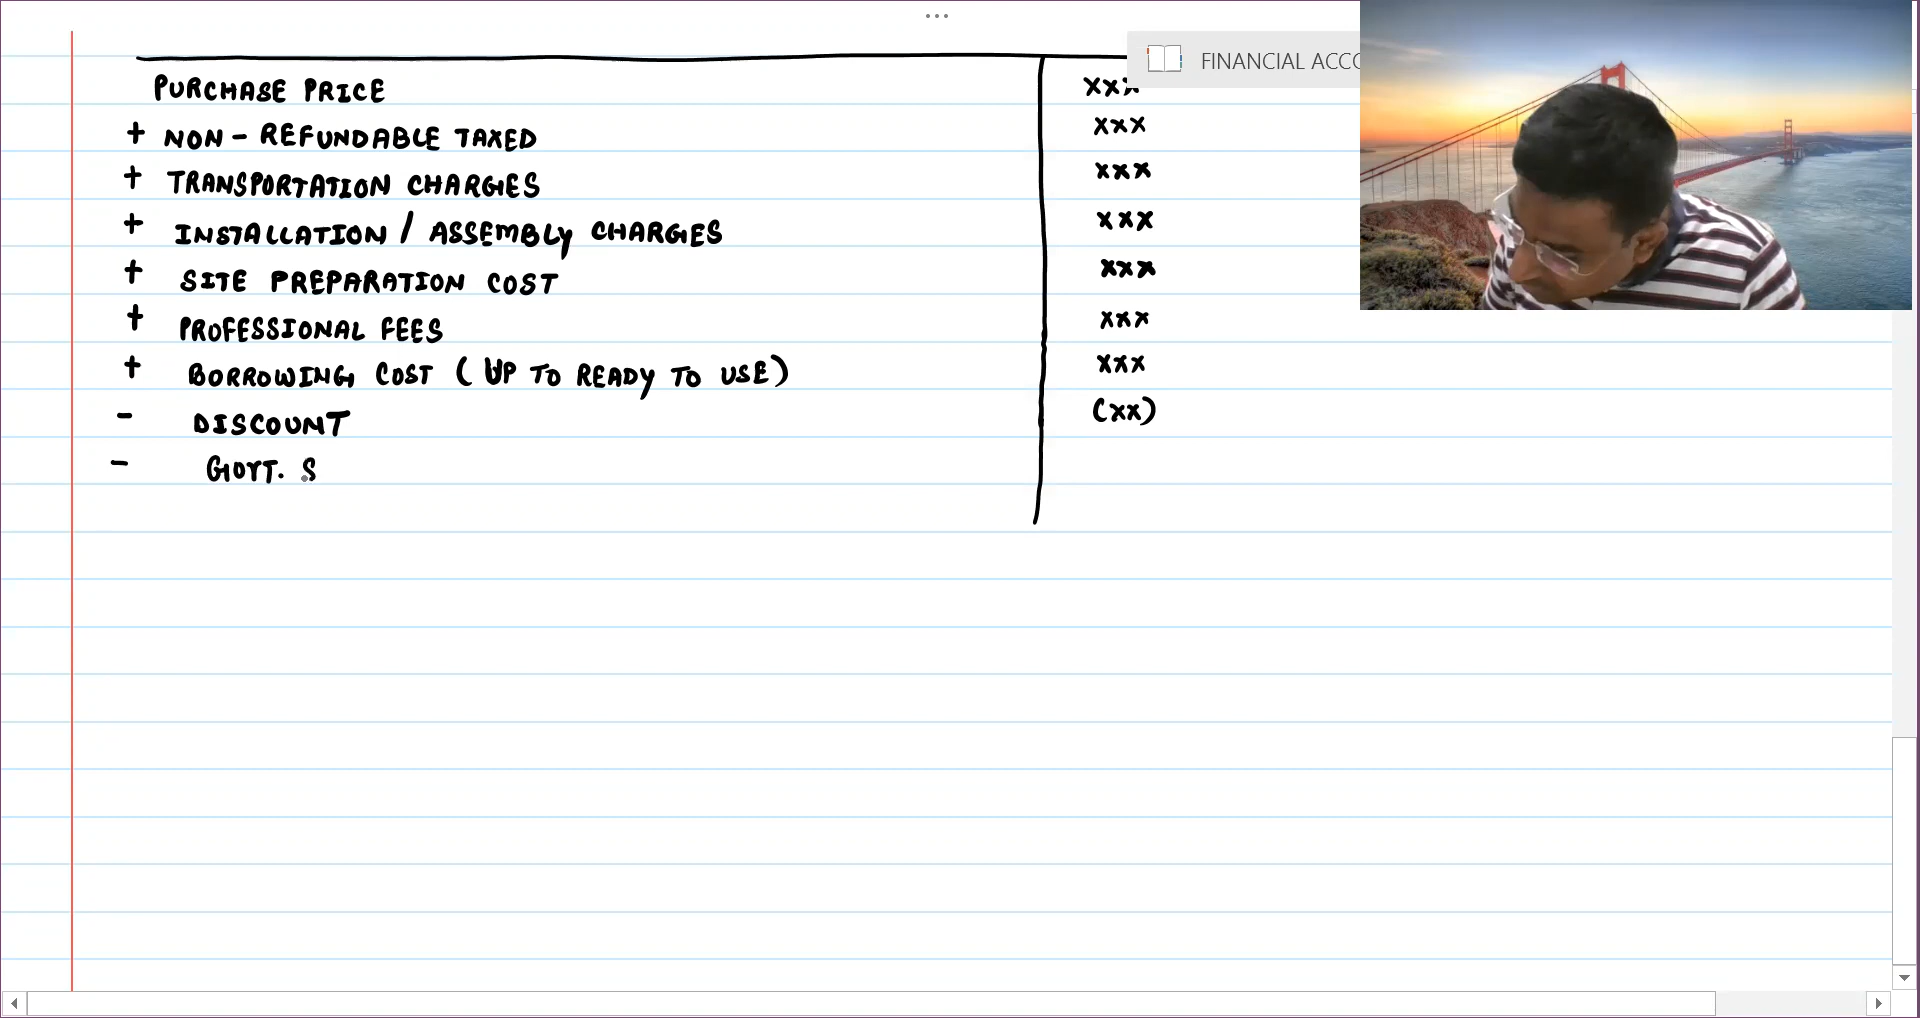 FINANCIAL ACCO
PURCHASE PRICE xxx
+ NON - REFUNDABLE TAXED xxx
+ TRANSPORTATION CHARGES xxx
+ INSTALLATION / ASSEMBLY CHARGES xxx
+ SITE PREPARATION COST xxx
+ PROFESSIONAL FEES xxx
+ BORROWING COST ( UP TO READY TO USE) xxx
- DISCOUNT (xx)
- GOVT. S